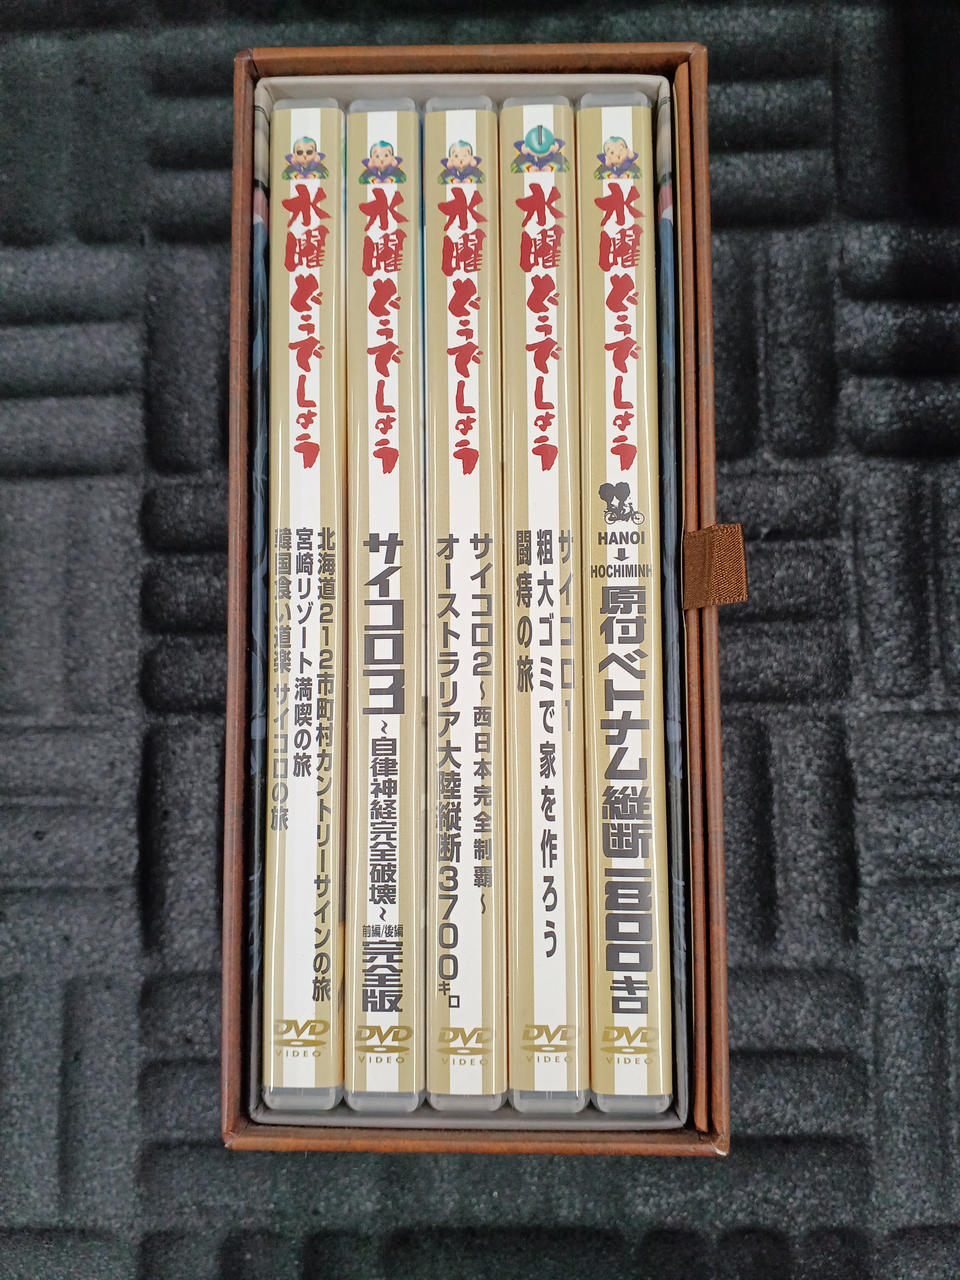 水曜どうでしょう
北海道212市町村カントリーサインの旅
宮崎リゾート満喫の旅
韓国食い道楽サイコロの旅
DVD
VIDEO
水曜どうでしょう
サイコロ3
~自律神経完全破壊~
前編/後編
完全版
DVD
VIDEO
水曜どうでしょう
サイコロ2~西日本完全制覇~
オーストラリア大陸縦断3700キロ
DVD
VIDEO
水曜どうでしょう
サイコロ1
粗大ゴミで家を作ろう
闘痔の旅
DVD
VIDEO
水曜どうでしょう
HANOI
HOCHIMINH
原付ベトナム縦断1800キロ
DVD
VIDEO